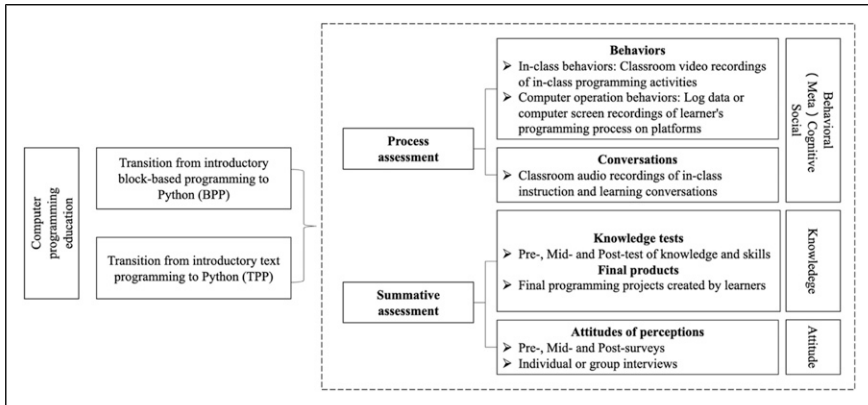 Computer
programming
education
Transition from introductory
block-based programming to
Python (BPP)
Transition from introductory text
programming to Python (TPP)
Process
assessment
Behaviors
➢ In-class behaviors: Classroom video recordings
of in-class programming activities
➢ Computer operation behaviors: Log data or
computer screen recordings of learner's
programming process on platforms
Conversations
➢ Classroom audio recordings of in-class
instruction and learning conversations
Behavioral
( Meta ) Cognitive
Social
Summative
assessment
Knowledge tests
➢ Pre-, Mid- and Post-test of knowledge and skills
Final products
➢ Final programming projects created by learners
Knowledege
Attitudes of perceptions
➢ Pre-, Mid- and Post-surveys
➢ Individual or group interviews
Attitude